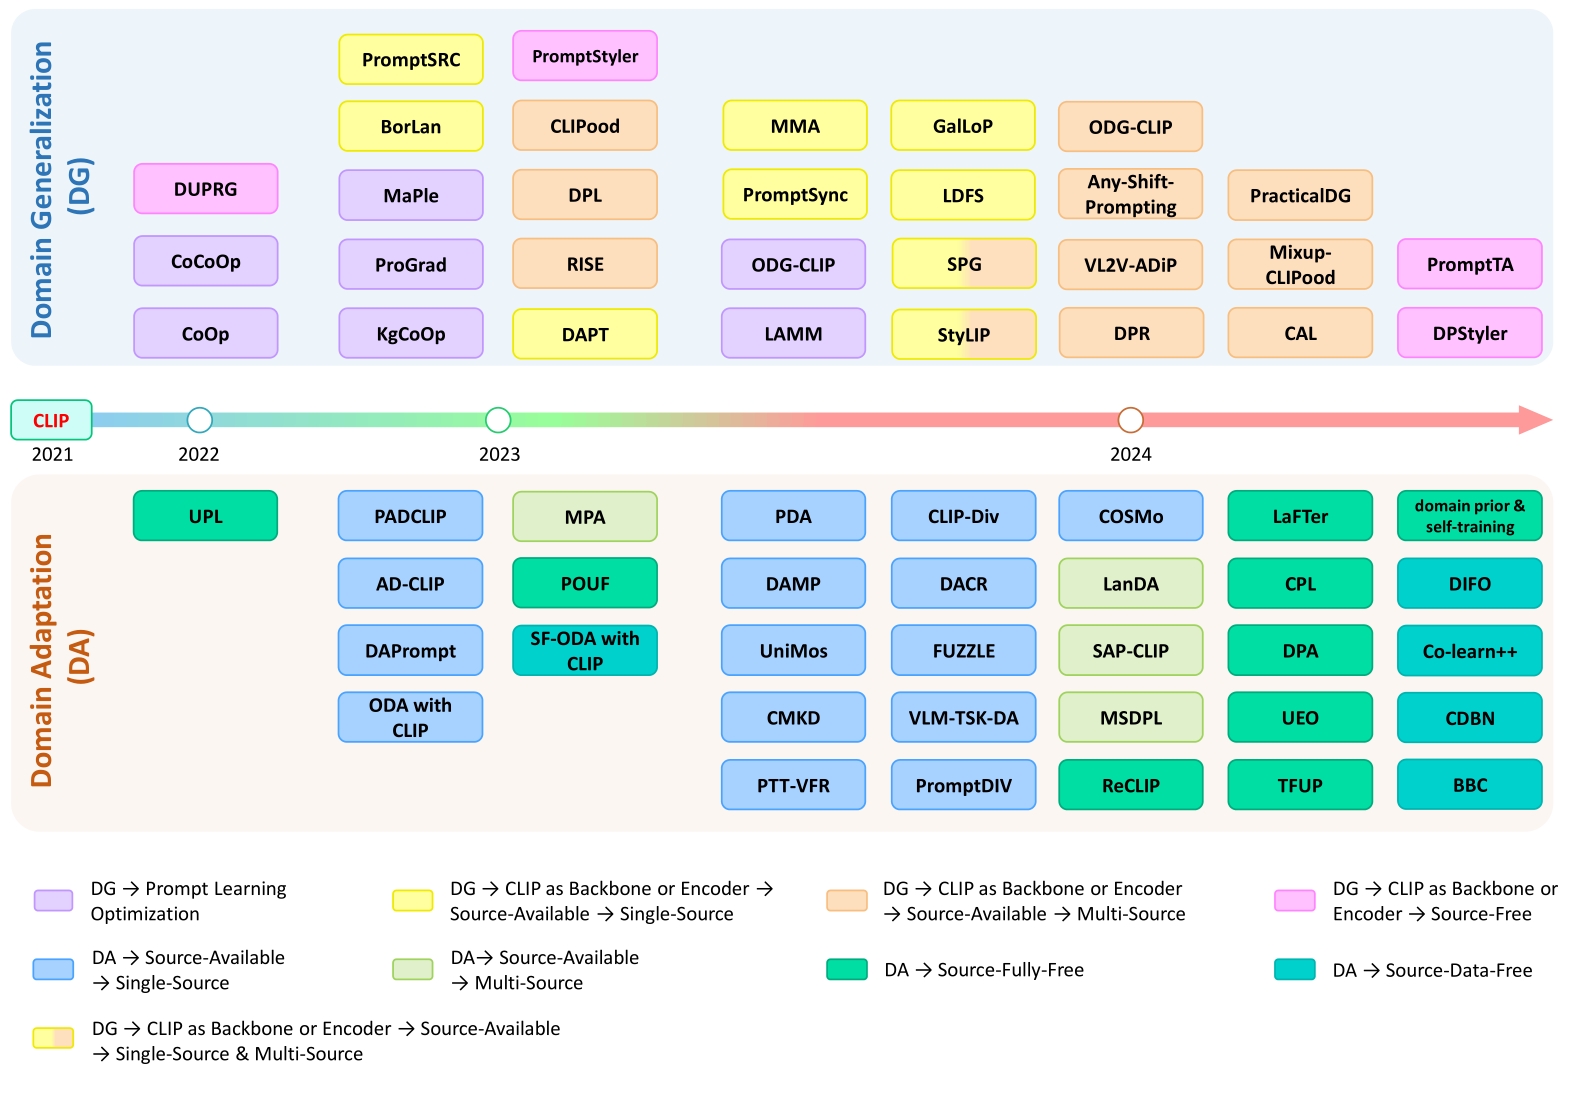 Domain Generalization
(DG)
PromptSRC
PromptStyler
BorLan
CLIPood
MMA
GalLoP
ODG-CLIP
DUPRG
MaPle
DPL
PromptSync
LDFS
Any-Shift-
Prompting
PracticalDG
CoCoOp
ProGrad
RISE
ODG-CLIP
SPG
VL2V-ADiP
Mixup-
CLIPood
PromptTA
CoOp
KgCoOp
DAPT
LAMM
StyLIP
DPR
CAL
DPStyler
CLIP
2021
2022
2023
2024
Domain Adaptation
(DA)
UPL
PADCLIP
MPA
PDA
CLIP-Div
COSMo
LaFTer
domain prior &
self-training
AD-CLIP
POUF
DAMP
DACR
LanDA
CPL
DIFO
DAPrompt
SF-ODA with
CLIP
UniMos
FUZZLE
SAP-CLIP
DPA
Co-learn++
ODA with
CLIP
CMKD
VLM-TSK-DA
MSDPL
UEO
CDBN
PTT-VFR
PromptDIV
ReCLIP
TFUP
BBC
DG → Prompt Learning
Optimization
DG → CLIP as Backbone or Encoder →
Source-Available → Single-Source
DG → CLIP as Backbone or Encoder
→ Source-Available → Multi-Source
DG → CLIP as Backbone or
Encoder → Source-Free
DA → Source-Available
→ Single-Source
DA→ Source-Available
→ Multi-Source
DA → Source-Fully-Free
DA → Source-Data-Free
DG → CLIP as Backbone or Encoder → Source-Available
→ Single-Source & Multi-Source